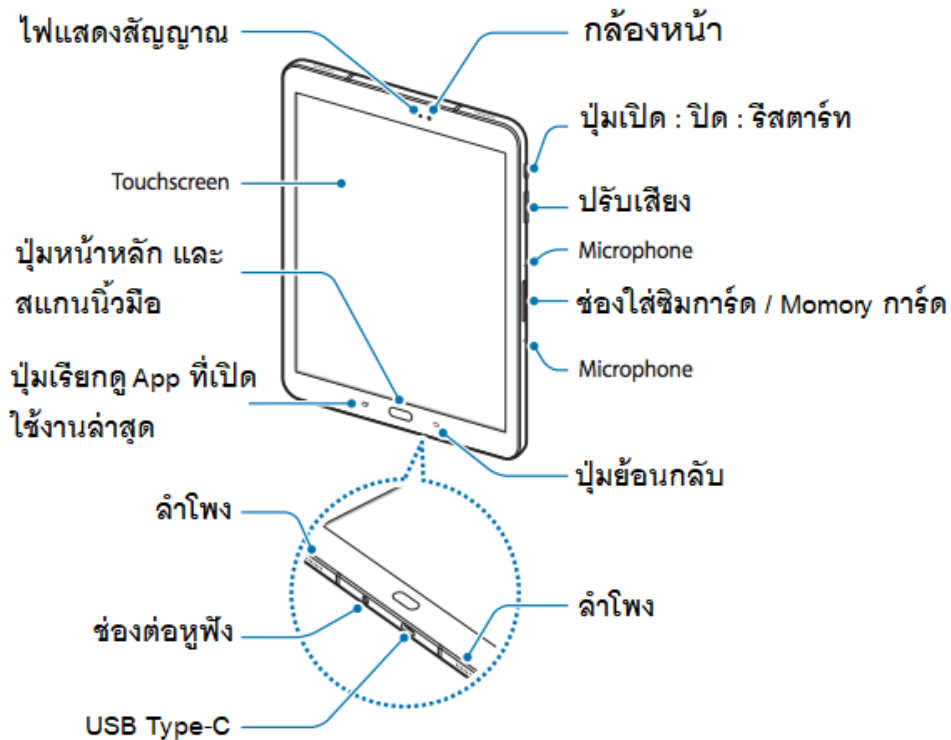 ไฟแสดงสัญญาณ
กล้องหน้า
ปุ่มเปิด : ปิด : รีสตาร์ท
Touchscreen
ปรับเสียง
ปุ่มหน้าหลัก และ
สแกนนิ้วมือ
Microphone
ช่องใส่ซิมการ์ด / Momory การ์ด
Microphone
ปุ่มเรียกดู App ที่เปิด
ใช้งานล่าสุด
ปุ่มย้อนกลับ
ลำโพง
ลำโพง
ช่องต่อหูฟัง
USB Type-C